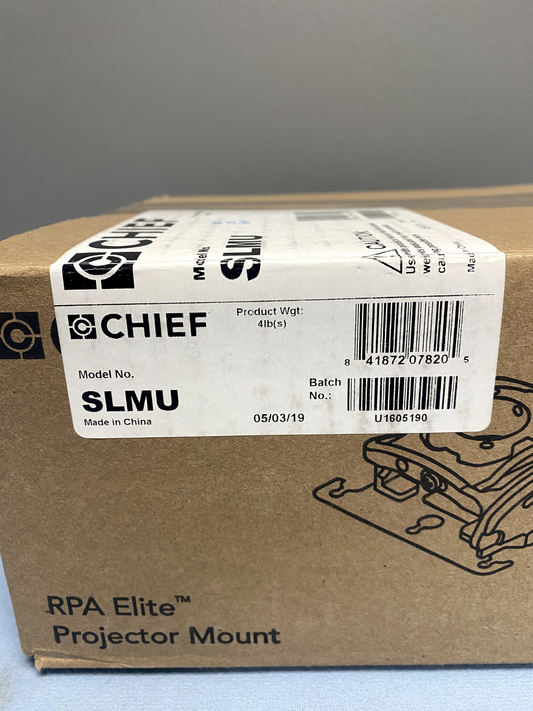 CHIEF
Model No.
SLMU
CAUTION
CHIEF
Product Wgt:
4lb(s)
8 41872 07820 5
Model No.
SLMU
Made in China
05/03/19
Batch
No.:
U1605190
RPA Elite™
Projector Mount